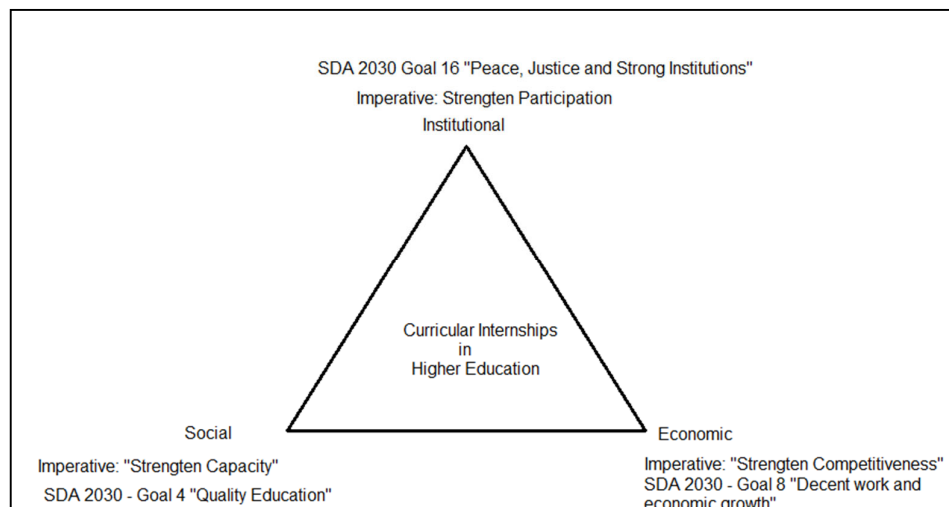 SDA 2030 Goal 16 "Peace, Justice and Strong Institutions"
Imperative: Strengten Participation
Institutional
Curricular Internships
in
Higher Education
Social
Imperative: "Strengten Capacity"
SDA 2030 - Goal 4 "Quality Education"
Economic
Imperative: "Strengten Competitiveness"
SDA 2030 - Goal 8 "Decent work and
economic growth"